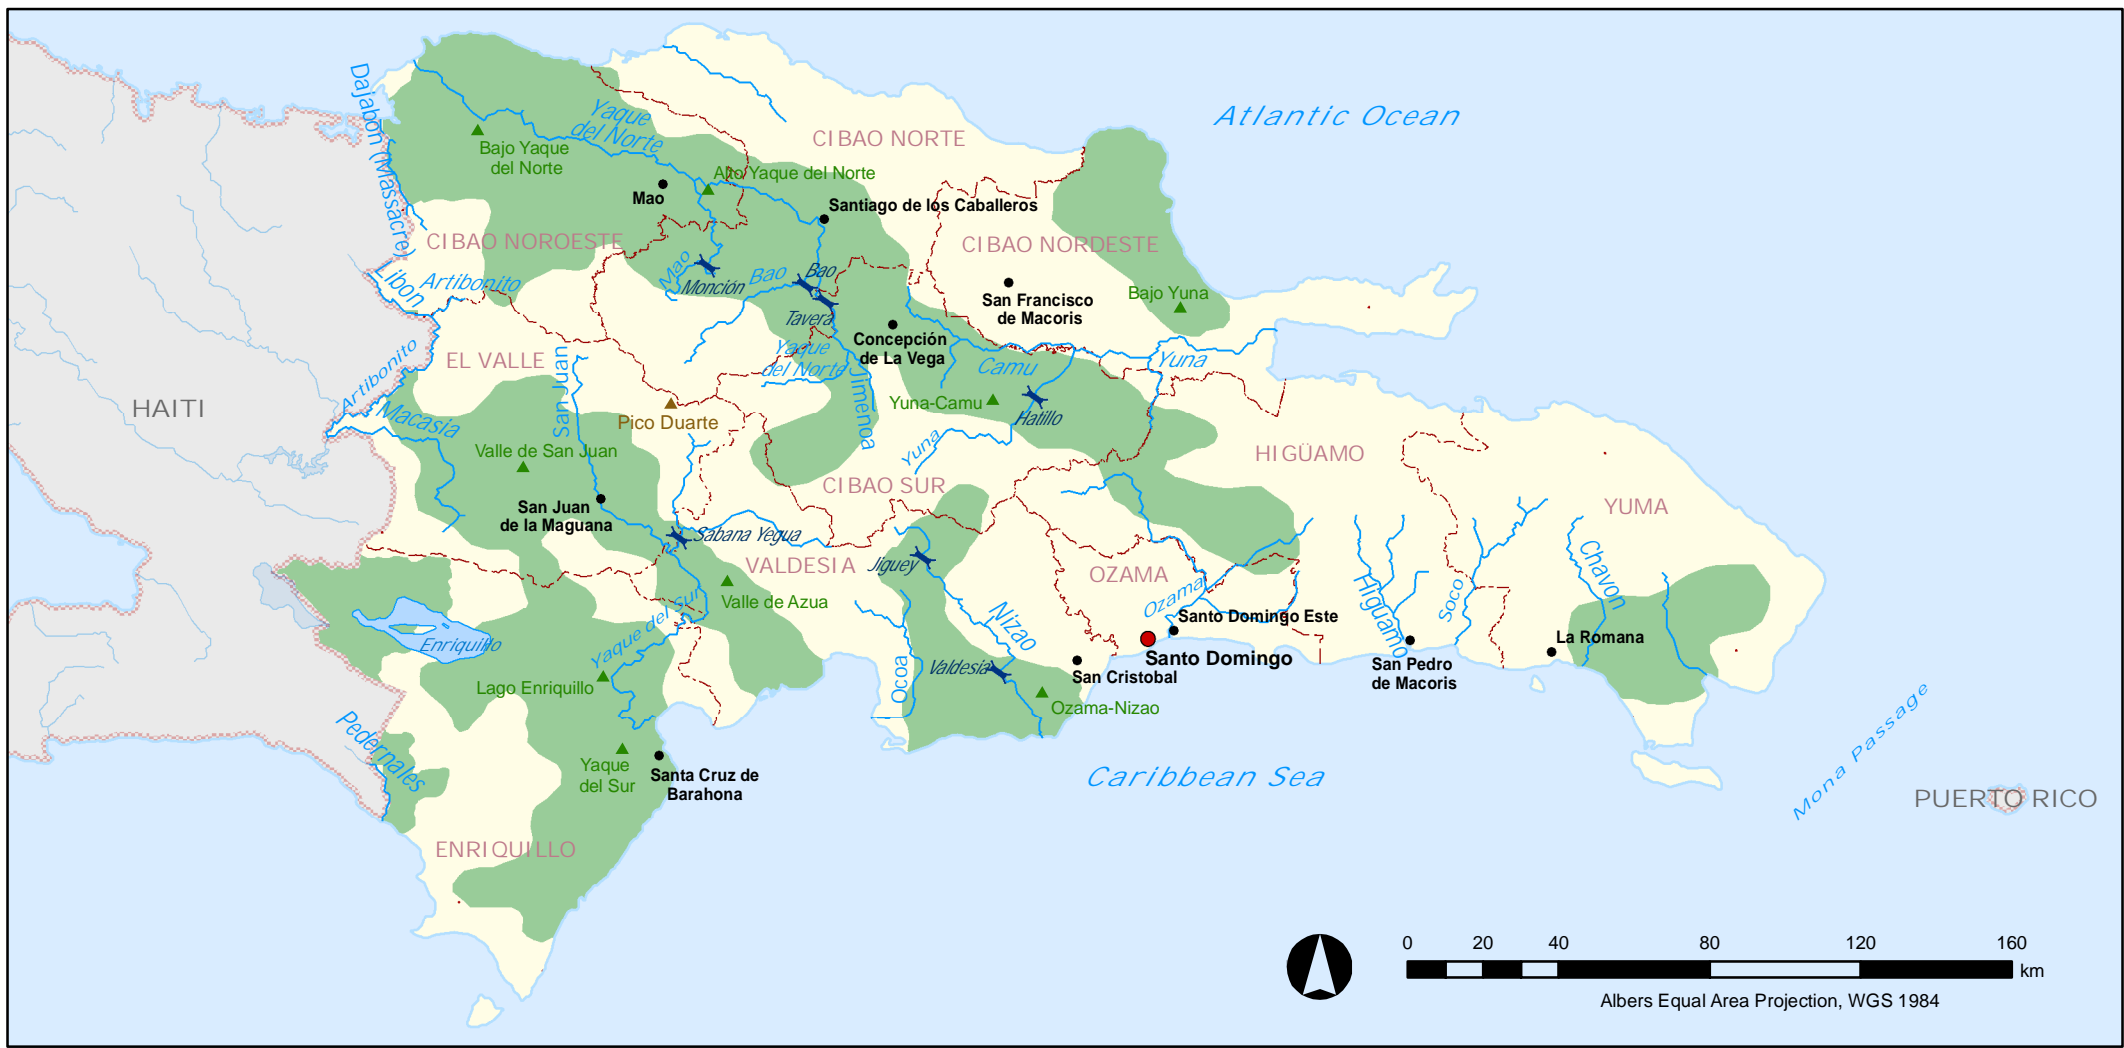 Atlantic Ocean
Dajabon (Massacre)
Yaque
del Norte
CIBAO NORTE
Bajo Yaque
del Norte
Alto Yaque del Norte
Mao
Santiago de los Caballeros
CIBAO NOROESTE
CIBAO NORDESTE
Libon
Artibonito
Mao
Monción
Bao
Bao
Tavera
San Francisco
de Macoris
Bajo Yuna
Concepción
de La Vega
Yaque
del Norte
Jimenoa
Camu
Yuna
Artibonito
EL VALLE
San Juan
HAITI
Macasia
Pico Duarte
Yuna-Camu
Hatillo
Yuna
Valle de San Juan
HIGÜAMO
CIBAO SUR
San Juan
de la Maguana
YUMA
Sabana Yegua
VALDESIA
Jiguey
OZAMA
Chavon
Valle de Azua
Ozama
Higuamo
Soco
Nizao
Yaque del Sur
Santo Domingo Este
Enriquillo
La Romana
Santo Domingo
San Pedro
de Macoris
Valdesia
San Cristobal
Ocoa
Lago Enriquillo
Ozama-Nizao
Pedernales
Yaque
del Sur
Santa Cruz de
Barahona
Caribbean Sea
Mona Passage
PUERTO RICO
ENRIQUILLO
0 20 40 80 120 160
km
Albers Equal Area Projection, WGS 1984